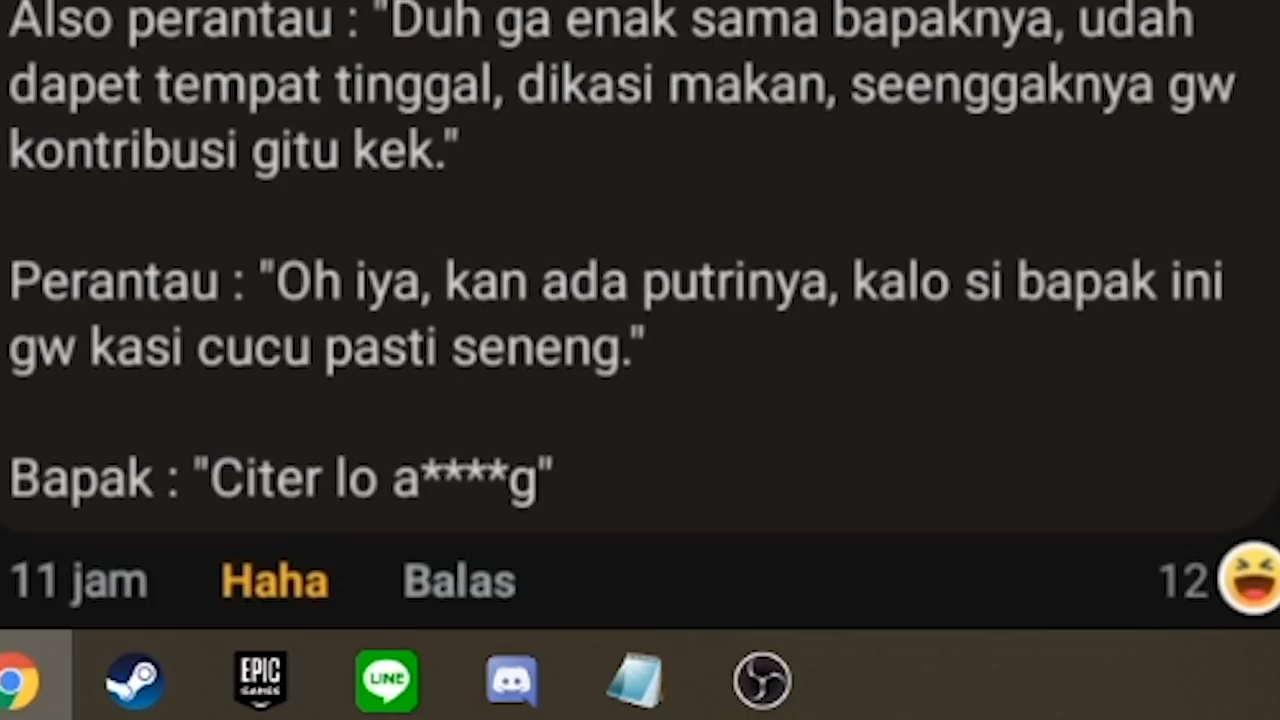 Also perantau : "Duh ga enak sama bapaknya, udah
dapet tempat tinggal, dikasi makan, seenggaknya gw
kontribusi gitu kek."
Perantau : "Oh iya, kan ada putrinya, kalo si bapak ini
gw kasi cucu pasti seneng."
Bapak : "Citer lo a****g"
11 jam Haha Balas 12
EPIC
GAMES
LINE